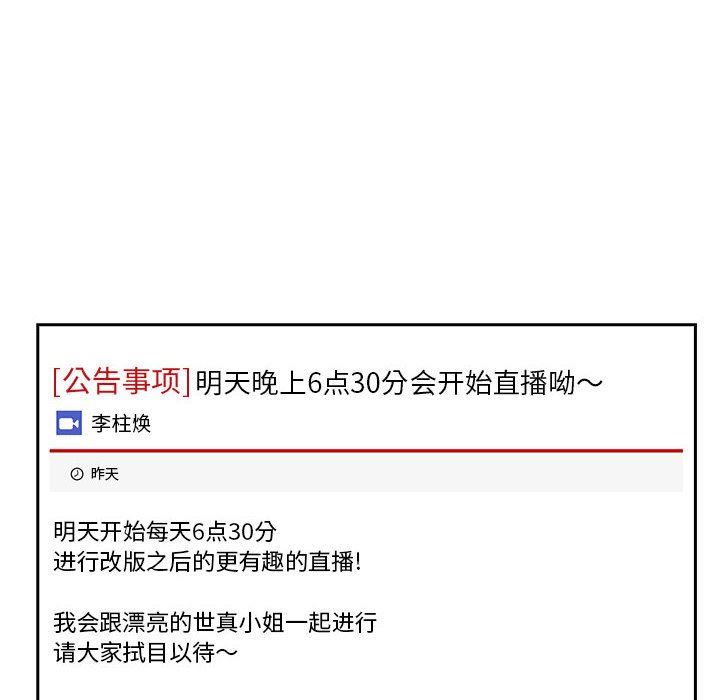 [公告事项]明天晚上6点30分会开始直播呦～
李柱焕
昨天
明天开始每天6点30分
进行改版之后的更有趣的直播!
我会跟漂亮的世真小姐一起进行
请大家拭目以待～